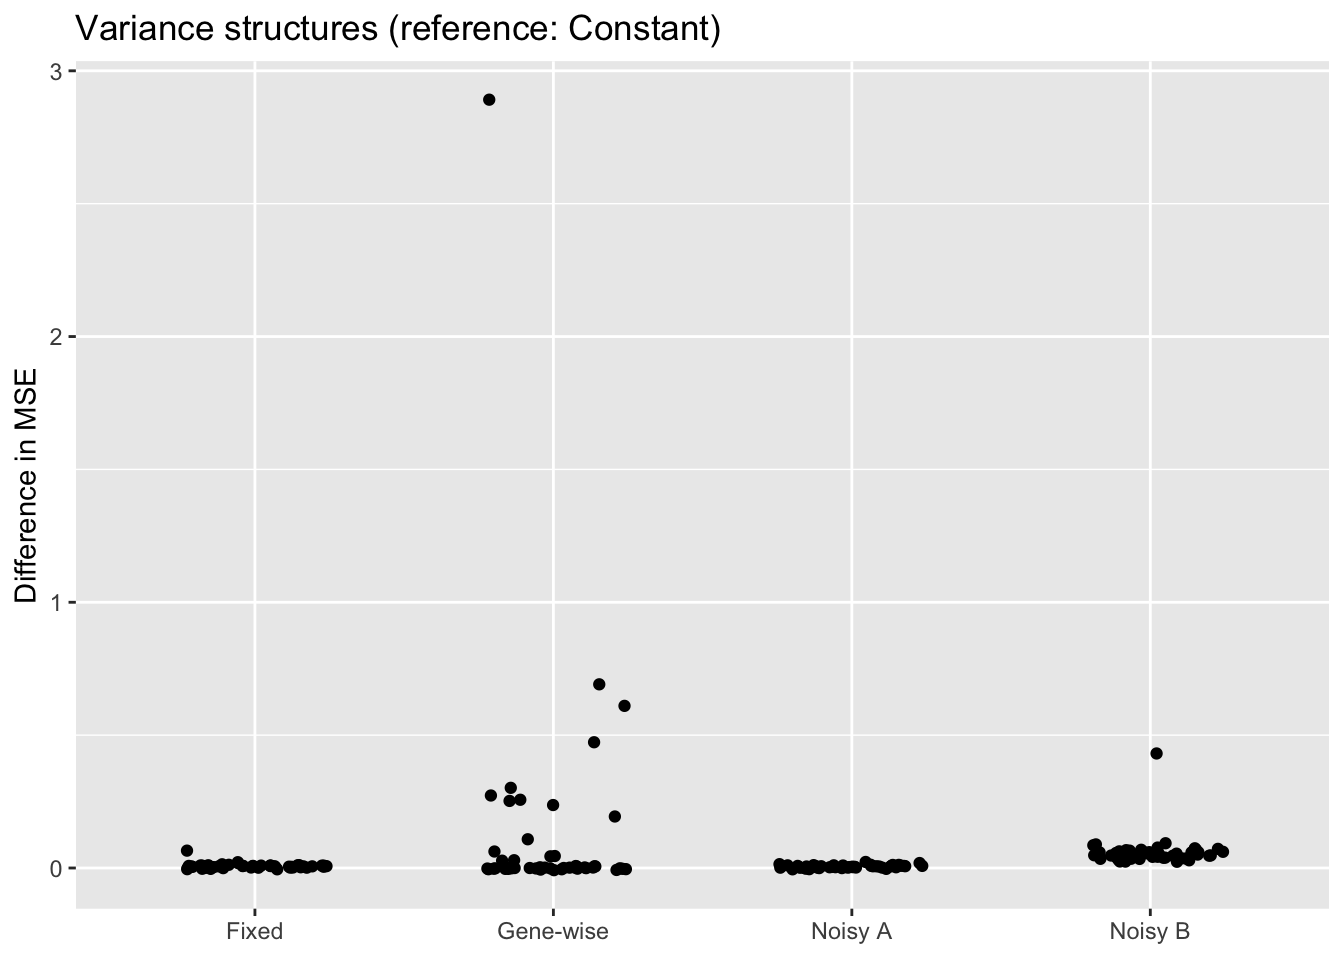 Variance structures (reference: Constant)
Difference in MSE
3
2
1
0
Fixed
Gene-wise
Noisy A
Noisy B